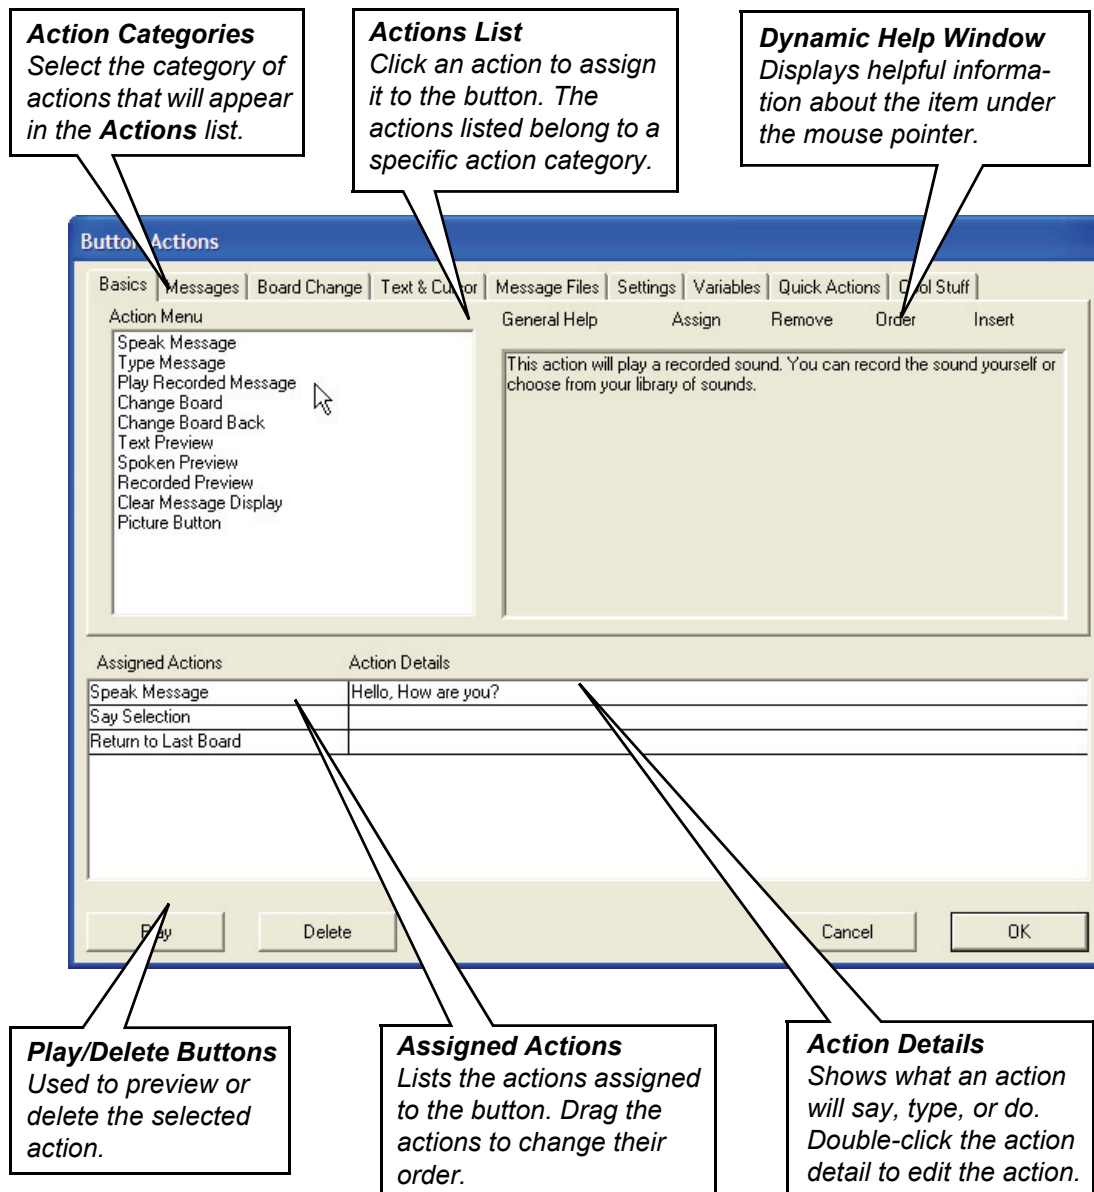 Action Categories
Select the category of
actions that will appear
in the Actions list.
Actions List
Click an action to assign
it to the button. The
actions listed belong to a
specific action category.
Dynamic Help Window
Displays helpful informa-
tion about the item under
the mouse pointer.
Button Actions
Basics Messages Board Change Text & Cursor Message Files Settings Variables Quick Actions Cool Stuff
Action Menu
General Help Assign Remove Order Insert
Speak Message
Type Message
Play Recorded Message
Change Board
Change Board Back
Text Preview
Spoken Preview
Recorded Preview
Clear Message Display
Picture Button
This action will play a recorded sound. You can record the sound yourself or
choose from your library of sounds.
Assigned Actions Action Details
Speak Message Hello, How are you?
Say Selection
Return to Last Board
Play Delete Cancel OK
Play/Delete Buttons
Used to preview or
delete the selected
action.
Assigned Actions
Lists the actions assigned
to the button. Drag the
actions to change their
order.
Action Details
Shows what an action
will say, type, or do.
Double-click the action
detail to edit the action.